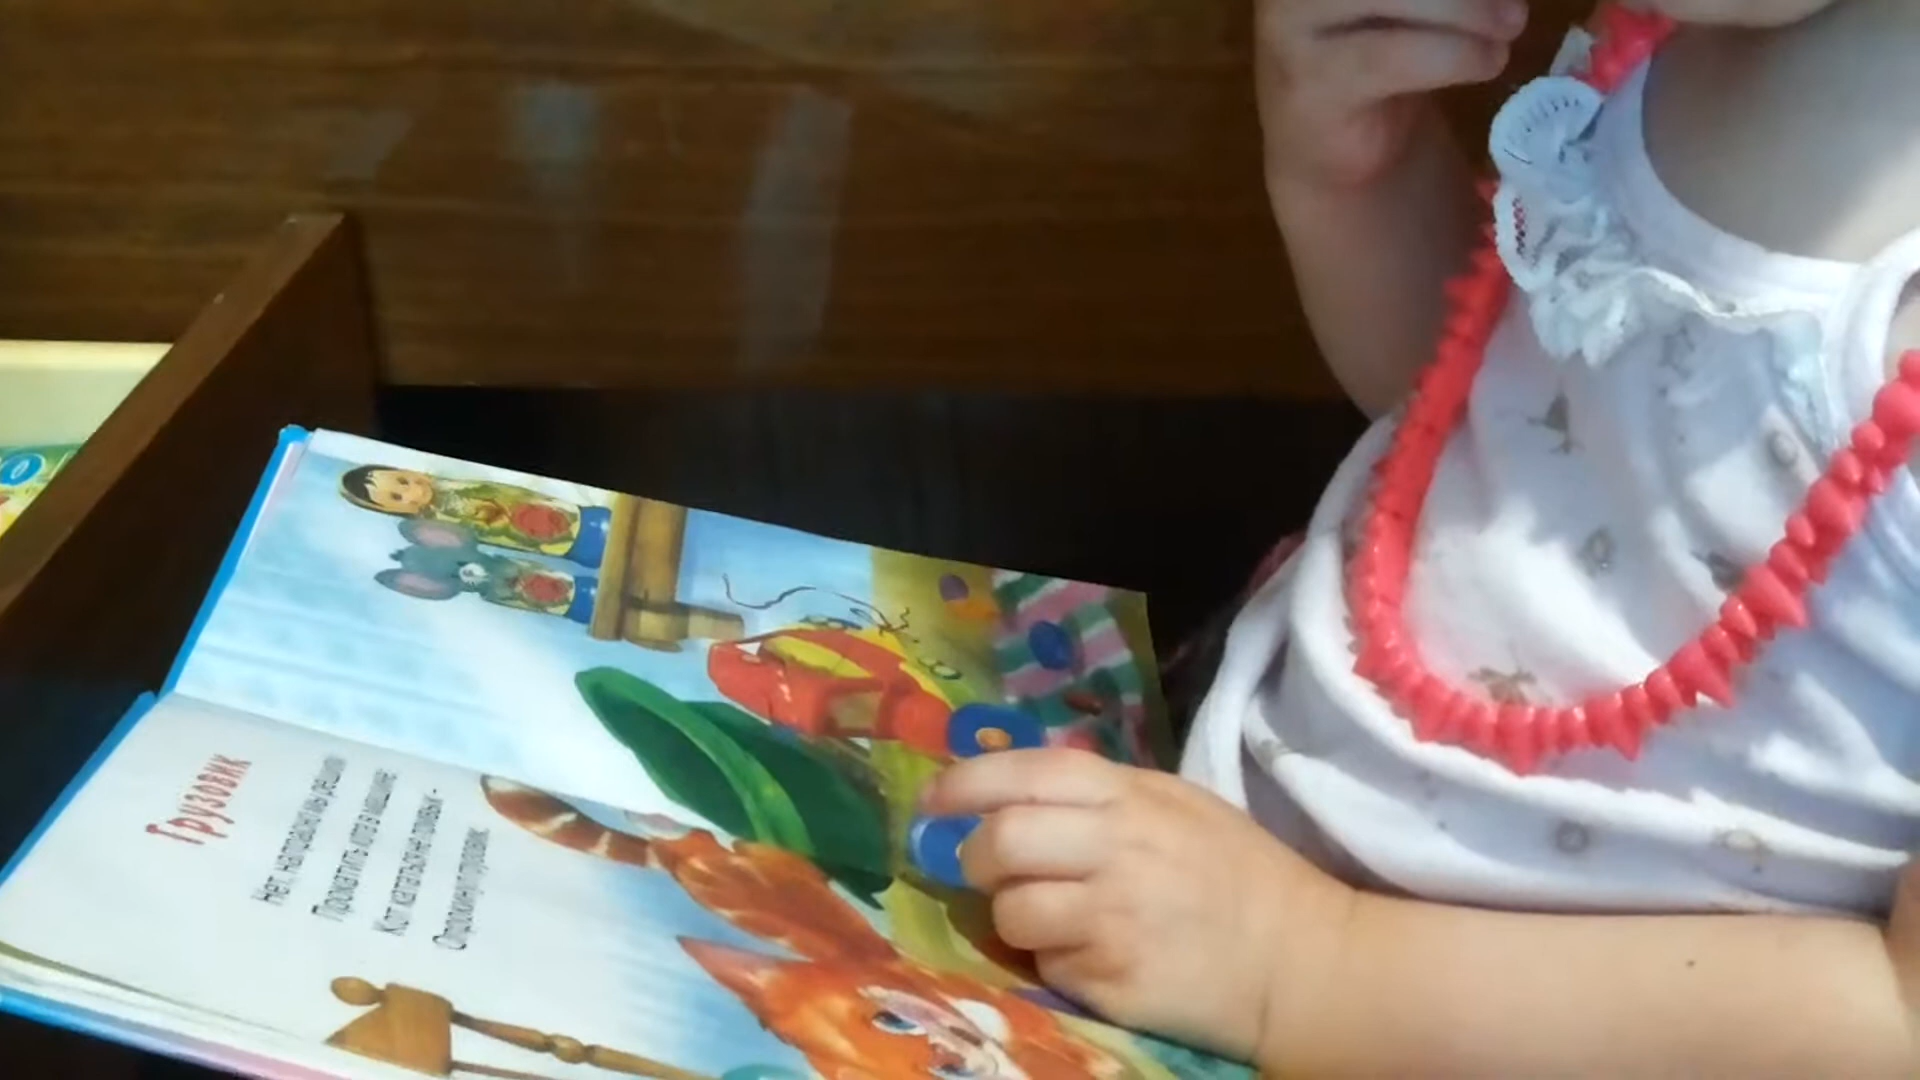 Грузовик
Нет, напрасно мы решили
Прокатить кота в машине
Кот кататься не привык -
Опрокинул грузовик.